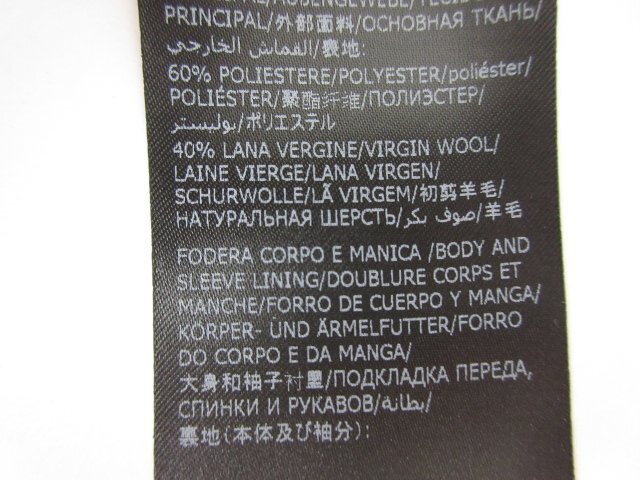 AUßENGEWEBE/
PRINCIPAL/外部面料/ОСНОВНАЯ ТКАНЬ/
القماش الخارجي/裏地:
60% POLIESTERE/POLYESTER/poliéster/
POLIÉSTER/聚酯纤维/ПОЛИЭСТЕР/
بوليستر/ポリエステル
40% LANA VERGINE/VIRGIN WOOL/
LAINE VIERGE/LANA VIRGEN/
SCHURWOLLE/LÃ VIRGEM/初剪羊毛/
НАТУРАЛЬНАЯ ШЕРСТЬ/صوف بكر/羊毛
FODERA CORPO E MANICA /BODY AND
SLEEVE LINING/DOUBLURE CORPS ET
MANCHE/FORRO DE CUERPO Y MANGA/
KÖRPER- UND ÄRMELFUTTER/FORRO
DO CORPO E DA MANGA/
大身和袖子衬里/ПОДКЛАДКА ПЕРЕДА,
СПИНКИ И РУКАВОВ/بطانة/
裏地(本体及び袖分):